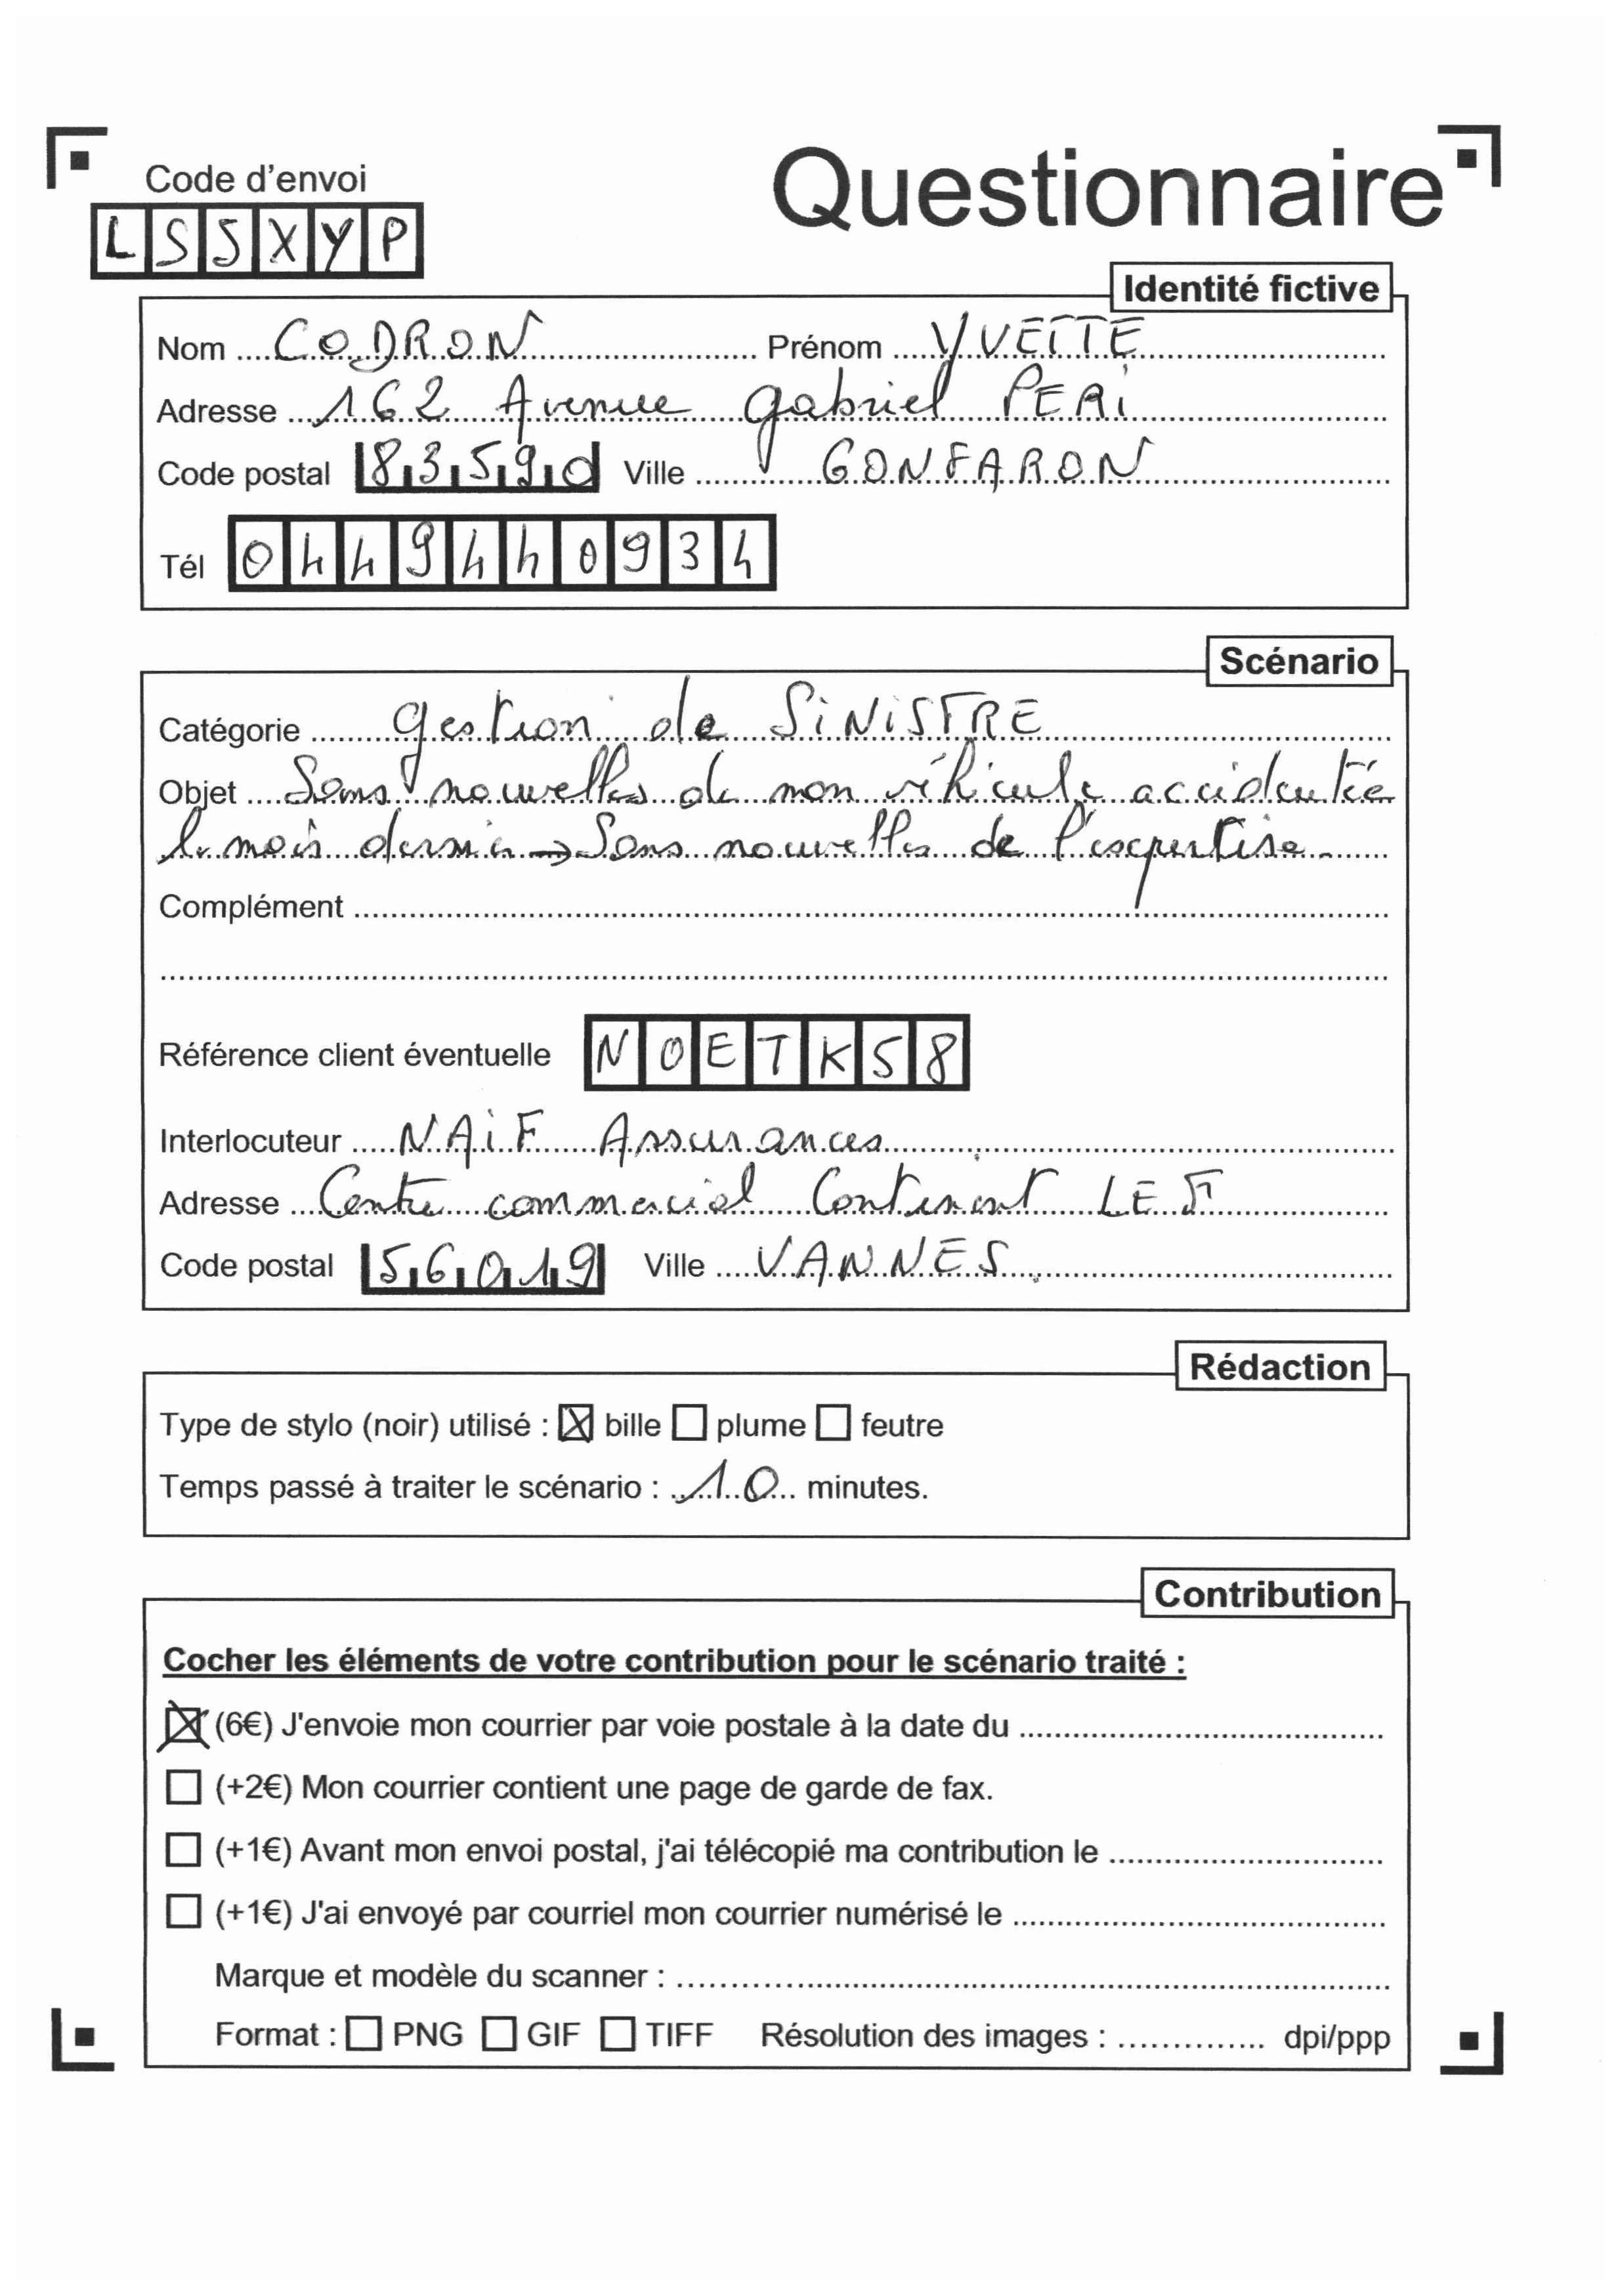 Code d'envoi
Questionnaire
LSSXYP
Identité fictive
Nom CODRON Prénom YVETTE
Adresse 162 Avenue gabriel PERI
Code postal 83590 Ville GONFARON
Tél 0449440934
Scénario
Catégorie gestion de SiNiSTRE
Objet Sans nouvelles de mon véhicule accidentée
le mois dernier → Sans nouvelles de l'expertise.
Complément
Référence client éventuelle NOETK58
Interlocuteur NAiF Assurances
Adresse Centre commercial Continent LE
Code postal 56019 Ville VANNES
Rédaction
Type de stylo (noir) utilisé : ☒ bille ☐ plume ☐ feutre
Temps passé à traiter le scénario : 10 minutes.
Contribution
Cocher les éléments de votre contribution pour le scénario traité :
☒ (6€) J'envoie mon courrier par voie postale à la date du
☐ (+2€) Mon courrier contient une page de garde de fax.
☐ (+1€) Avant mon envoi postal, j'ai télécopié ma contribution le
☐ (+1€) J'ai envoyé par courriel mon courrier numérisé le
Marque et modèle du scanner :
Format : ☐ PNG ☐ GIF ☐ TIFF Résolution des images : dpi/ppp